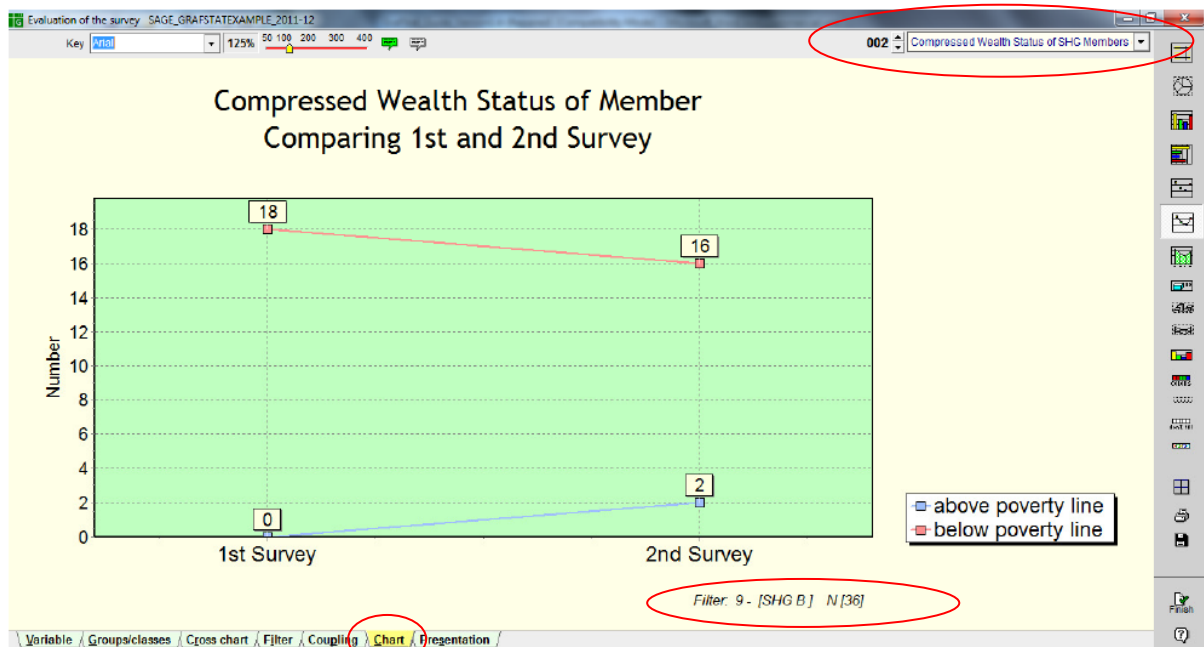 Evaluation of the survey SAGE_GRAFSTATEXAMPLE_2011-12
Key Arial 125% 50 100 200 300 400
002 Compressed Wealth Status of SHG Members
Compressed Wealth Status of Member
Comparing 1st and 2nd Survey
Number
18
16
14
12
10
8
6
4
2
0
18
16
0
2
1st Survey 2nd Survey
above poverty line
below poverty line
Filter: 9 - [SHG B ] N [36]
Finish
Variable Groups/classes Cross chart Filter Coupling Chart Presentation